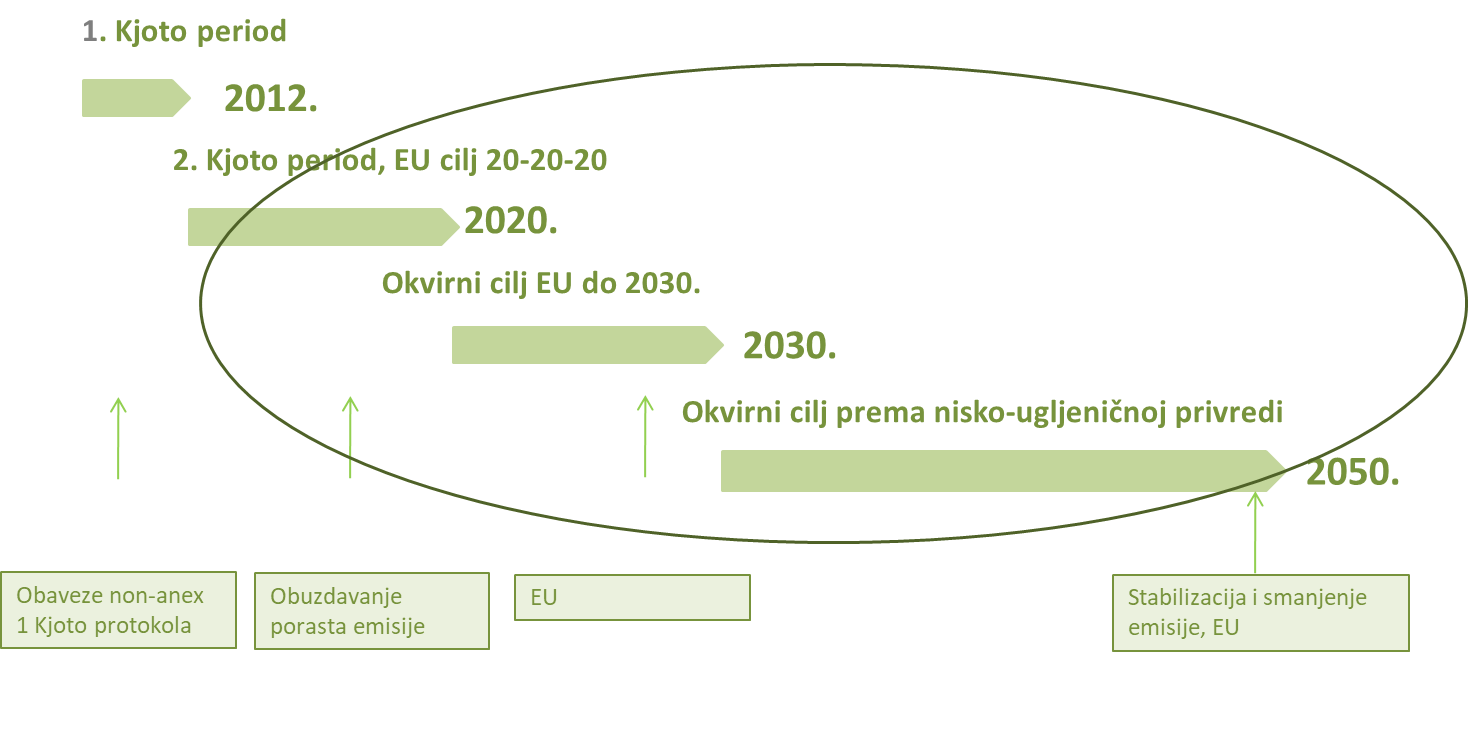 1. Kjoto period
2012.
2. Kjoto period, EU cilj 20-20-20
2020.
Okvirni cilj EU do 2030.
2030.
Okvirni cilj prema nisko-ugljeničnoj privredi
2050.
Obaveze non-anex
1 Kjoto protokola
Obuzdavanje
porasta emisije
EU
Stabilizacija i smanjenje
emisije, EU